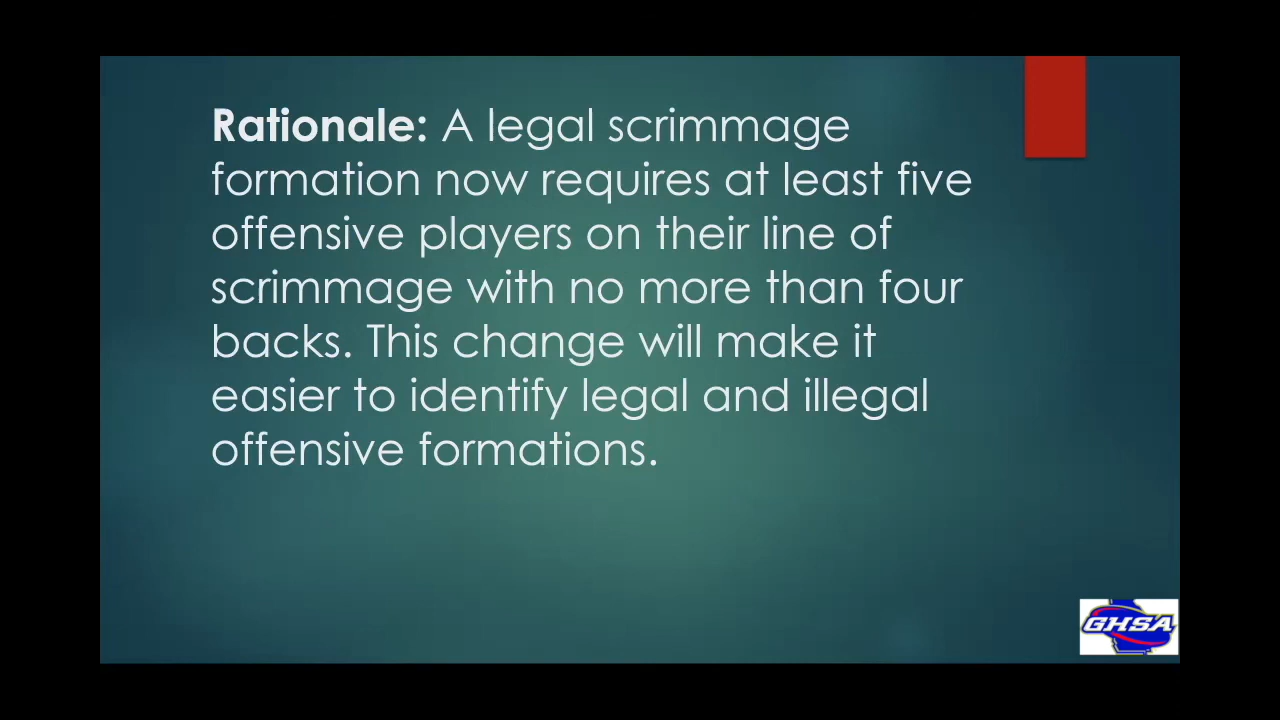 Rationale: A legal scrimmage
formation now requires at least five
offensive players on their line of
scrimmage with no more than four
backs. This change will make it
easier to identify legal and illegal
offensive formations.
GHSA